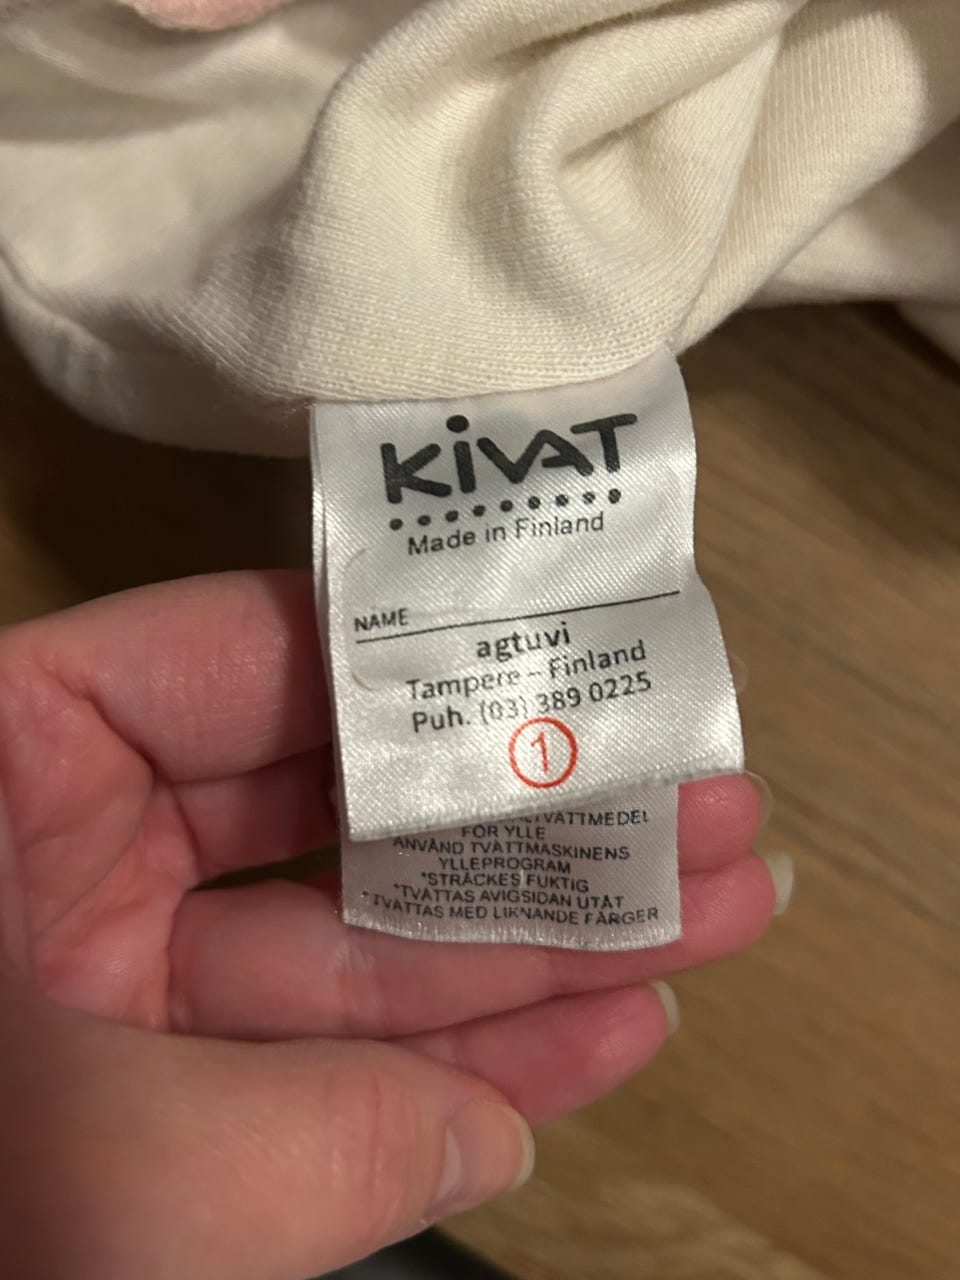 KiVAT
Made in Finland
NAME
agtuvi
Tampere – Finland
Puh. (03) 389 0225
1
FÖR YLLE
ANVÄND TVÄTTMASKINENS
YLLEPROGRAM
*STRÄCKES FUKTIG
*TVÄTTAS AVIGSIDAN UTÅT
*TVÄTTAS MED LIKNANDE FÄRGER